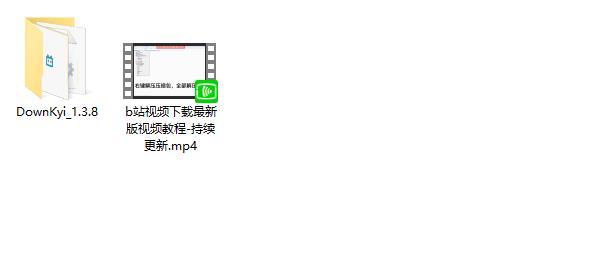 右键解压压缩包，全部解压
DownKyi_1.3.8
b站视频下载最新
版视频教程-持续
更新.mp4